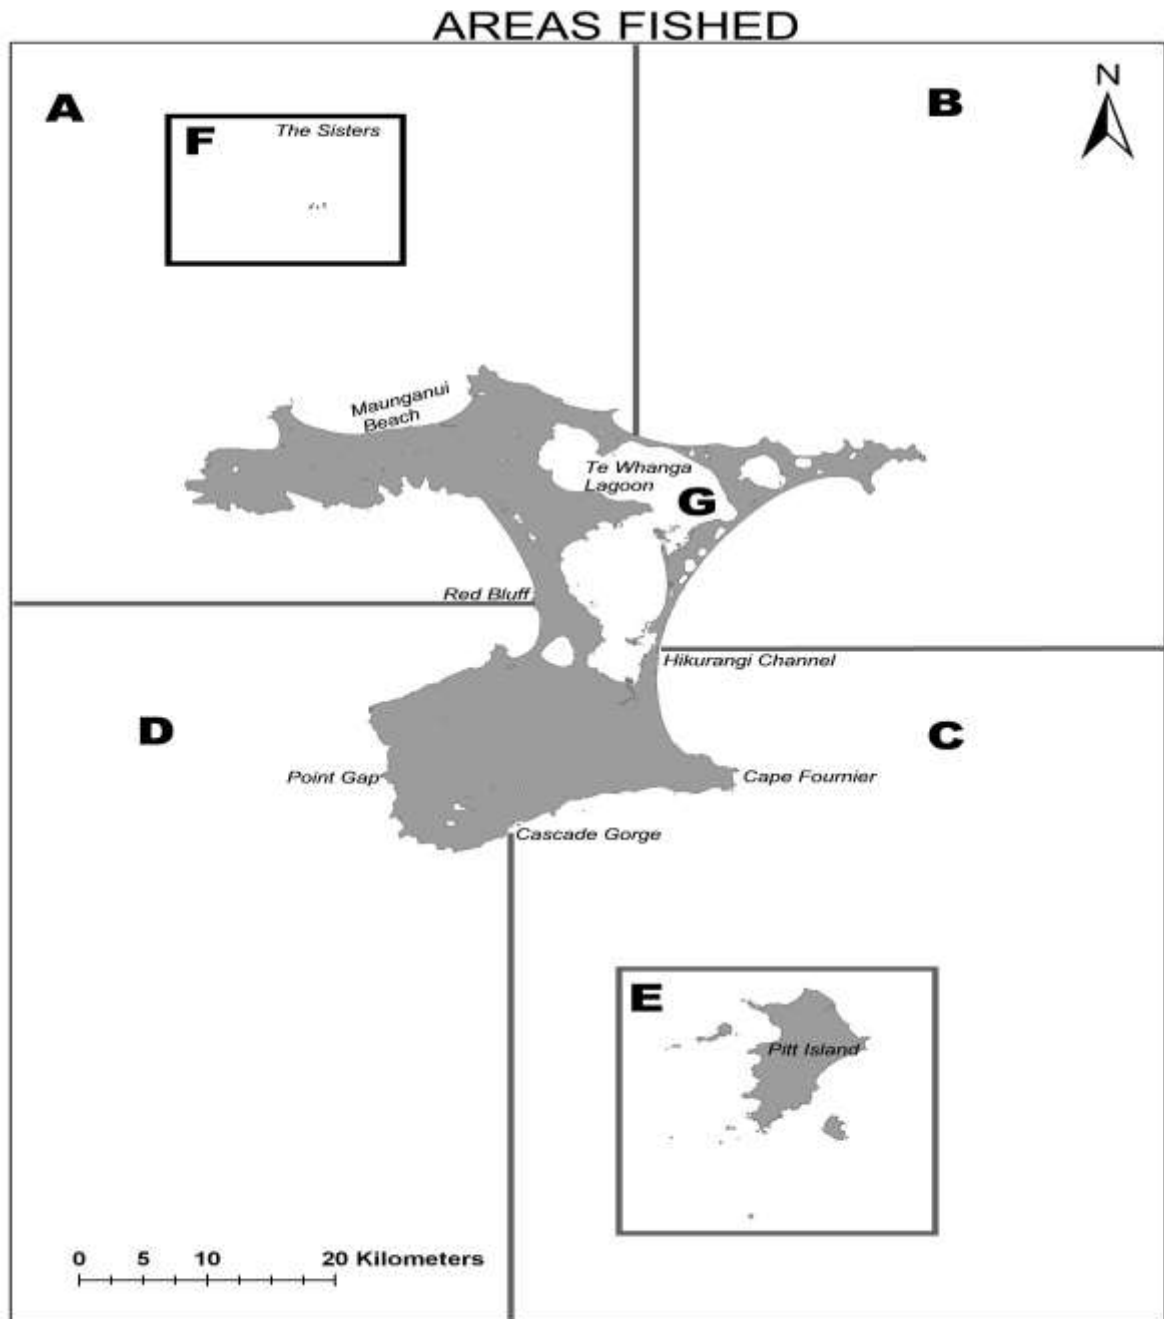 AREAS FISHED
A
B
N
F
The Sisters
Maunganui
Beach
Te Whanga
Lagoon
G
Red Bluff
Hikurangi Channel
D
C
Point Gap
Cape Fournier
Cascade Gorge
E
Pitt Island
0 5 10 20 Kilometers